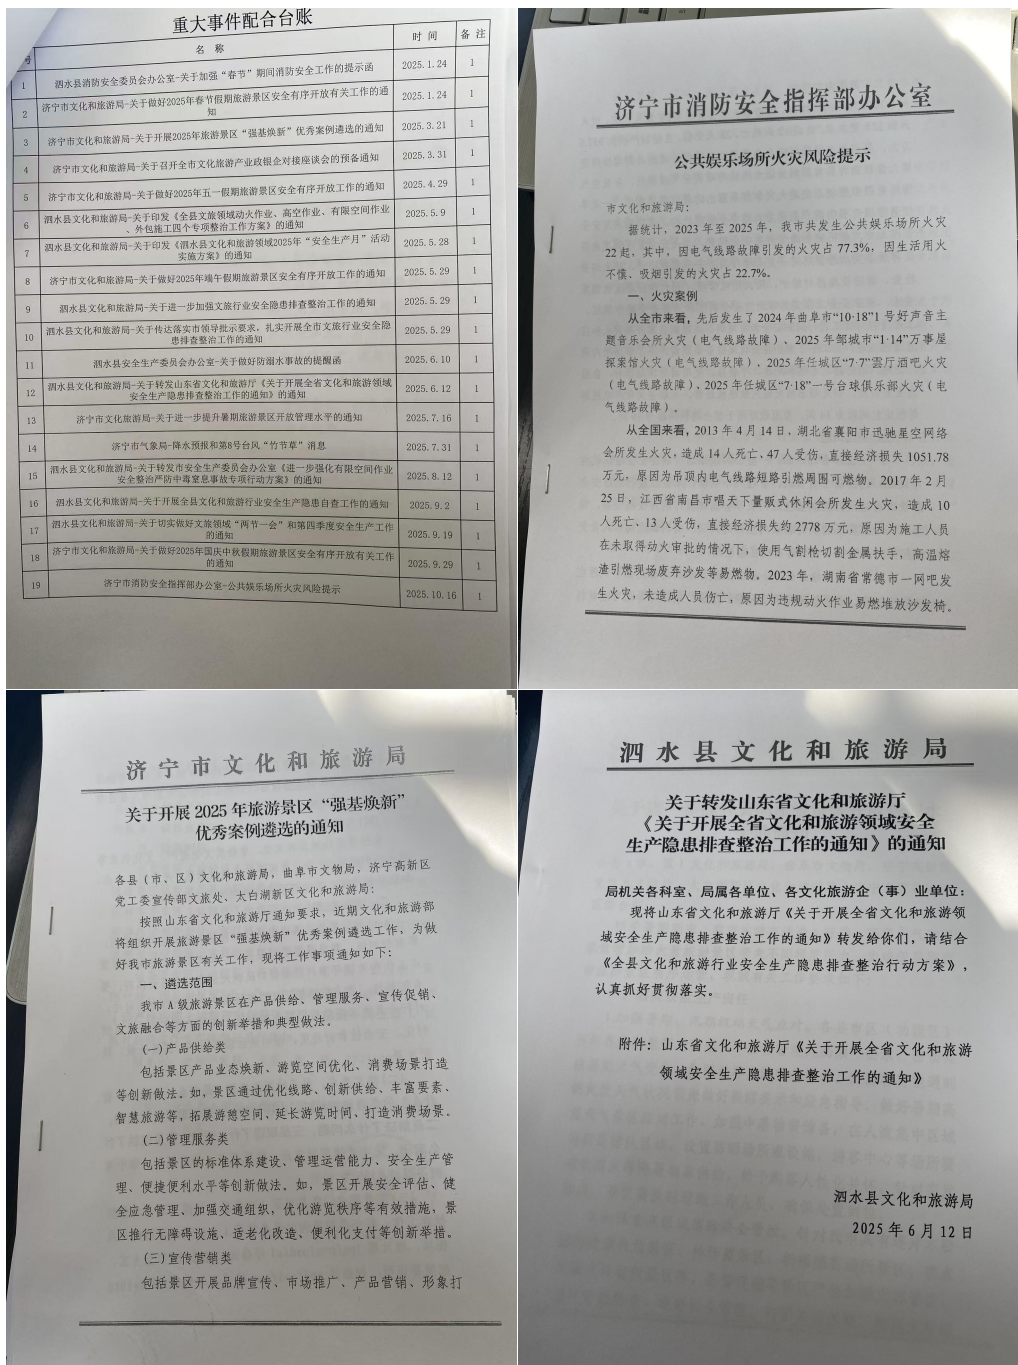 重大事件配合台账
号 名 称 时 间 备 注
1 泗水县消防安全委员会办公室-关于加强“春节”期间消防安全工作的提示函 2025.1.24 1
2 济宁市文化和旅游局-关于做好2025年春节假期旅游景区安全有序开放有关工作的通知 2025.1.24 1
3 济宁市文化和旅游局-关于开展2025年旅游景区“强基焕新”优秀案例遴选的通知 2025.3.21 1
4 济宁市文化和旅游局-关于召开全市文化旅游产业政银企对接座谈会的预备通知 2025.3.31 1
5 济宁市文化和旅游局-关于做好2025年五一假期旅游景区安全有序开放工作的通知 2025.4.29 1
6 泗水县文化和旅游局-关于印发《全县文旅领域动火作业、高空作业、有限空间作业、外包施工四个专项整治工作方案》的通知 2025.5.9 1
7 泗水县文化和旅游局-关于印发《泗水县文化和旅游领域2025年“安全生产月”活动实施方案》的通知 2025.5.28 1
8 济宁市文化和旅游局-关于做好2025年端午假期旅游景区安全有序开放工作的通知 2025.5.29 1
9 泗水县文化和旅游局-关于进一步加强文旅行业安全隐患排查整治工作的通知 2025.5.29 1
10 泗水县文化和旅游局-关于传达落实市领导批示要求，扎实开展全市文旅行业安全隐患排查整治工作的通知 2025.5.29 1
11 泗水县安全生产委员会办公室-关于做好防溺水事故的提醒函 2025.6.10 1
12 泗水县文化和旅游局-关于转发山东省文化和旅游厅《关于开展全省文化和旅游领域安全生产隐患排查整治工作的通知》的通知 2025.6.12 1
13 济宁市文化旅游局-关于进一步提升暑期旅游景区开放管理水平的通知 2025.7.16 1
14 济宁市气象局-降水预报和第8号台风“竹节草”消息 2025.7.31 1
15 泗水县文化和旅游局-关于转发市安全生产委员会办公室《进一步强化有限空间作业安全整治严防中毒窒息事故专项行动方案》的通知 2025.8.12 1
16 泗水县文化和旅游局-关于开展全县文化和旅游行业安全生产隐患自查工作的通知 2025.9.2 1
17 泗水县文化和旅游局-关于切实做好文旅领域“两节一会”和第四季度安全生产工作的通知 2025.9.19 1
18 济宁市文化和旅游局-关于做好2025年国庆中秋假期旅游景区安全有序开放有关工作的通知 2025.9.29 1
19 济宁市消防安全指挥部办公室-公共娱乐场所火灾风险提示 2025.10.16 1
济宁市消防安全指挥部办公室
公共娱乐场所火灾风险提示
市文化和旅游局：
据统计，2023 年至 2025 年，我市共发生公共娱乐场所火灾
22 起，其中，因电气线路故障引发的火灾占 77.3%，因生活用火
不慎、吸烟引发的火灾占 22.7%。
一、火灾案例
从全市来看，先后发生了 2024 年曲阜市“10·18”1 号好声音主
题音乐会所火灾（电气线路故障）、2025 年邹城市“1·14”万事屋
探案馆火灾（电气线路故障）、2025 年任城区“7·7”雲厅酒吧火灾
（电气线路故障）、2025 年任城区“7·18”一号台球俱乐部火灾（电
气线路故障）。
从全国来看，2013 年 4 月 14 日，湖北省襄阳市迅驰星空网络
会所发生火灾，造成 14 人死亡、47 人受伤，直接经济损失 1051.78
万元，原因为吊顶内电气线路短路引燃周围可燃物。2017 年 2 月
25 日，江西省南昌市唱天下量贩式休闲会所发生火灾，造成 10
人死亡、13 人受伤，直接经济损失约 2778 万元，原因为施工人员
在未取得动火审批的情况下，使用气割枪切割金属扶手，高温熔
渣引燃现场废弃沙发等易燃物。2023 年，湖南省常德市一网吧发
生火灾，未造成人员伤亡，原因为违规动火作业易燃堆放沙发椅。
济宁市文化和旅游局
关于开展 2025 年旅游景区“强基焕新”
优秀案例遴选的通知
各县（市、区）文化和旅游局，曲阜市文物局，济宁高新区
党工委宣传部文旅处、太白湖新区文化和旅游局：
按照山东省文化和旅游厅通知要求，近期文化和旅游部
将组织开展旅游景区“强基焕新”优秀案例遴选工作，为做
好我市旅游景区有关工作，现将工作事项通知如下：
一、遴选范围
我市 A 级旅游景区在产品供给、管理服务、宣传促销、
文旅融合等方面的创新举措和典型做法。
(一)产品供给类
包括景区产品业态焕新、游览空间优化、消费场景打造
等创新做法。如，景区通过优化线路、创新供给、丰富要素、
智慧旅游等，拓展游憩空间、延长游览时间、打造消费场景。
(二)管理服务类
包括景区的标准体系建设、管理运营能力、安全生产管
理、便捷便利水平等创新做法。如，景区开展安全评估、健
全应急管理、加强交通组织，优化游览秩序等有效措施，景
区推行无障碍设施、适老化改造、便利化支付等创新举措。
(三)宣传营销类
包括景区开展品牌宣传、市场推广、产品营销、形象打
泗水县文化和旅游局
关于转发山东省文化和旅游厅
《关于开展全省文化和旅游领域安全
生产隐患排查整治工作的通知》的通知
局机关各科室、局属各单位、各文化旅游企（事）业单位：
现将山东省文化和旅游厅《关于开展全省文化和旅游领
域安全生产隐患排查整治工作的通知》转发给你们，请结合
《全县文化和旅游行业安全生产隐患排查整治行动方案》，
认真抓好贯彻落实。
附件：山东省文化和旅游厅《关于开展全省文化和旅游
领域安全生产隐患排查整治工作的通知》
泗水县文化和旅游局
2025 年 6 月 12 日